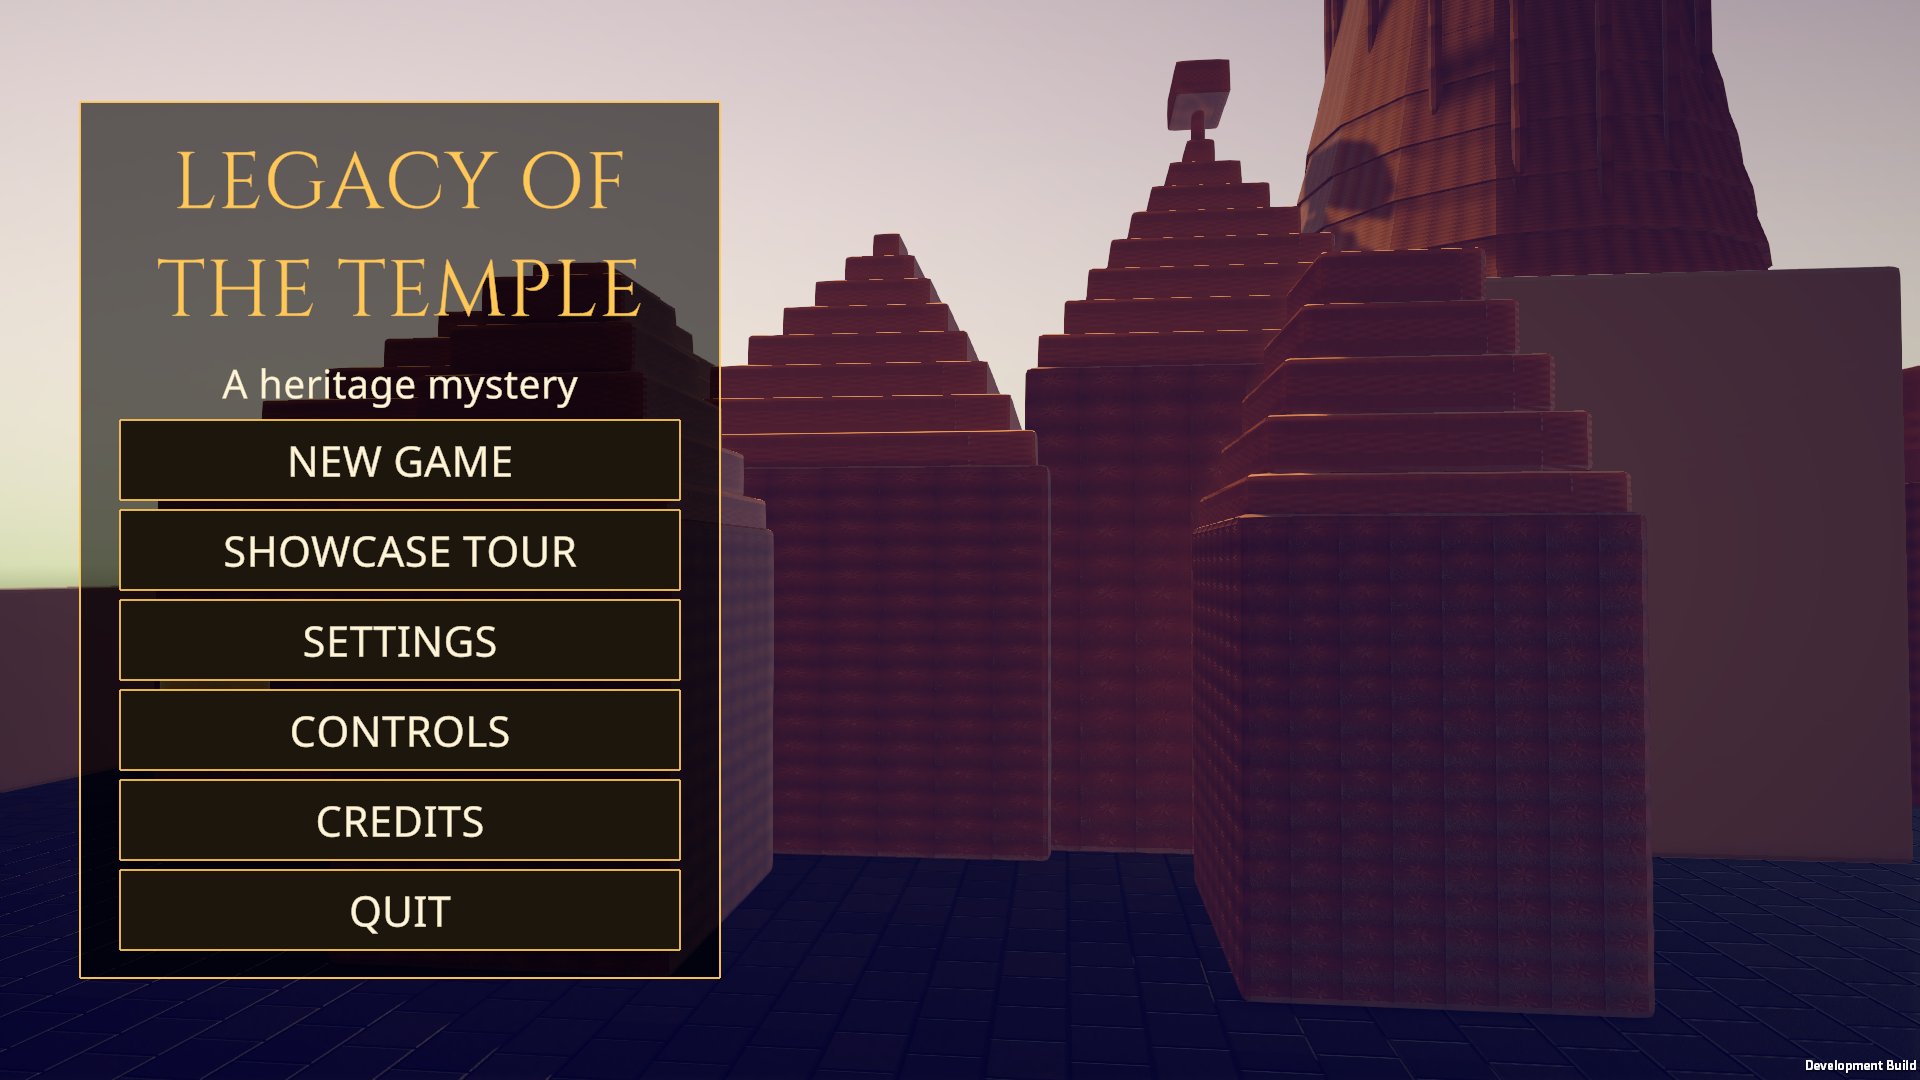 LEGACY OF
THE TEMPLE
A heritage mystery
NEW GAME
SHOWCASE TOUR
SETTINGS
CONTROLS
CREDITS
QUIT
Development Build